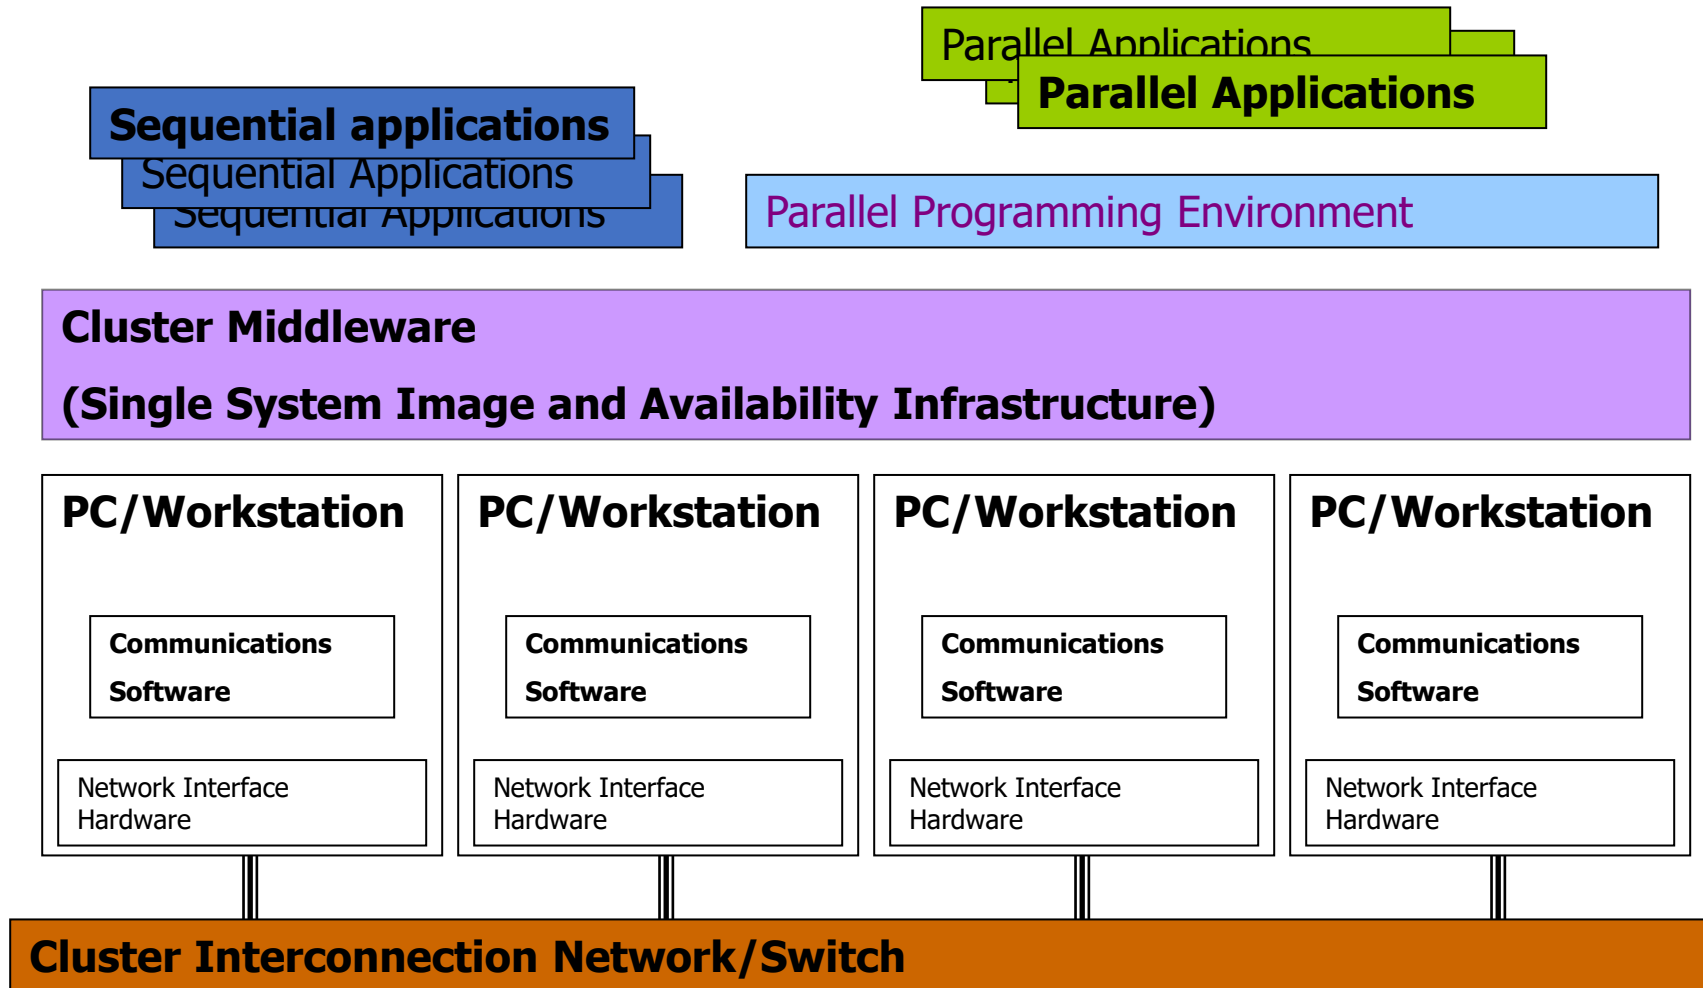 Parallel Applications
Parallel Applications
Sequential applications
Sequential Applications
Sequential Applications
Parallel Programming Environment
Cluster Middleware
(Single System Image and Availability Infrastructure)
PC/Workstation
PC/Workstation
PC/Workstation
PC/Workstation
Communications
Software
Communications
Software
Communications
Software
Communications
Software
Network Interface
Hardware
Network Interface
Hardware
Network Interface
Hardware
Network Interface
Hardware
Cluster Interconnection Network/Switch